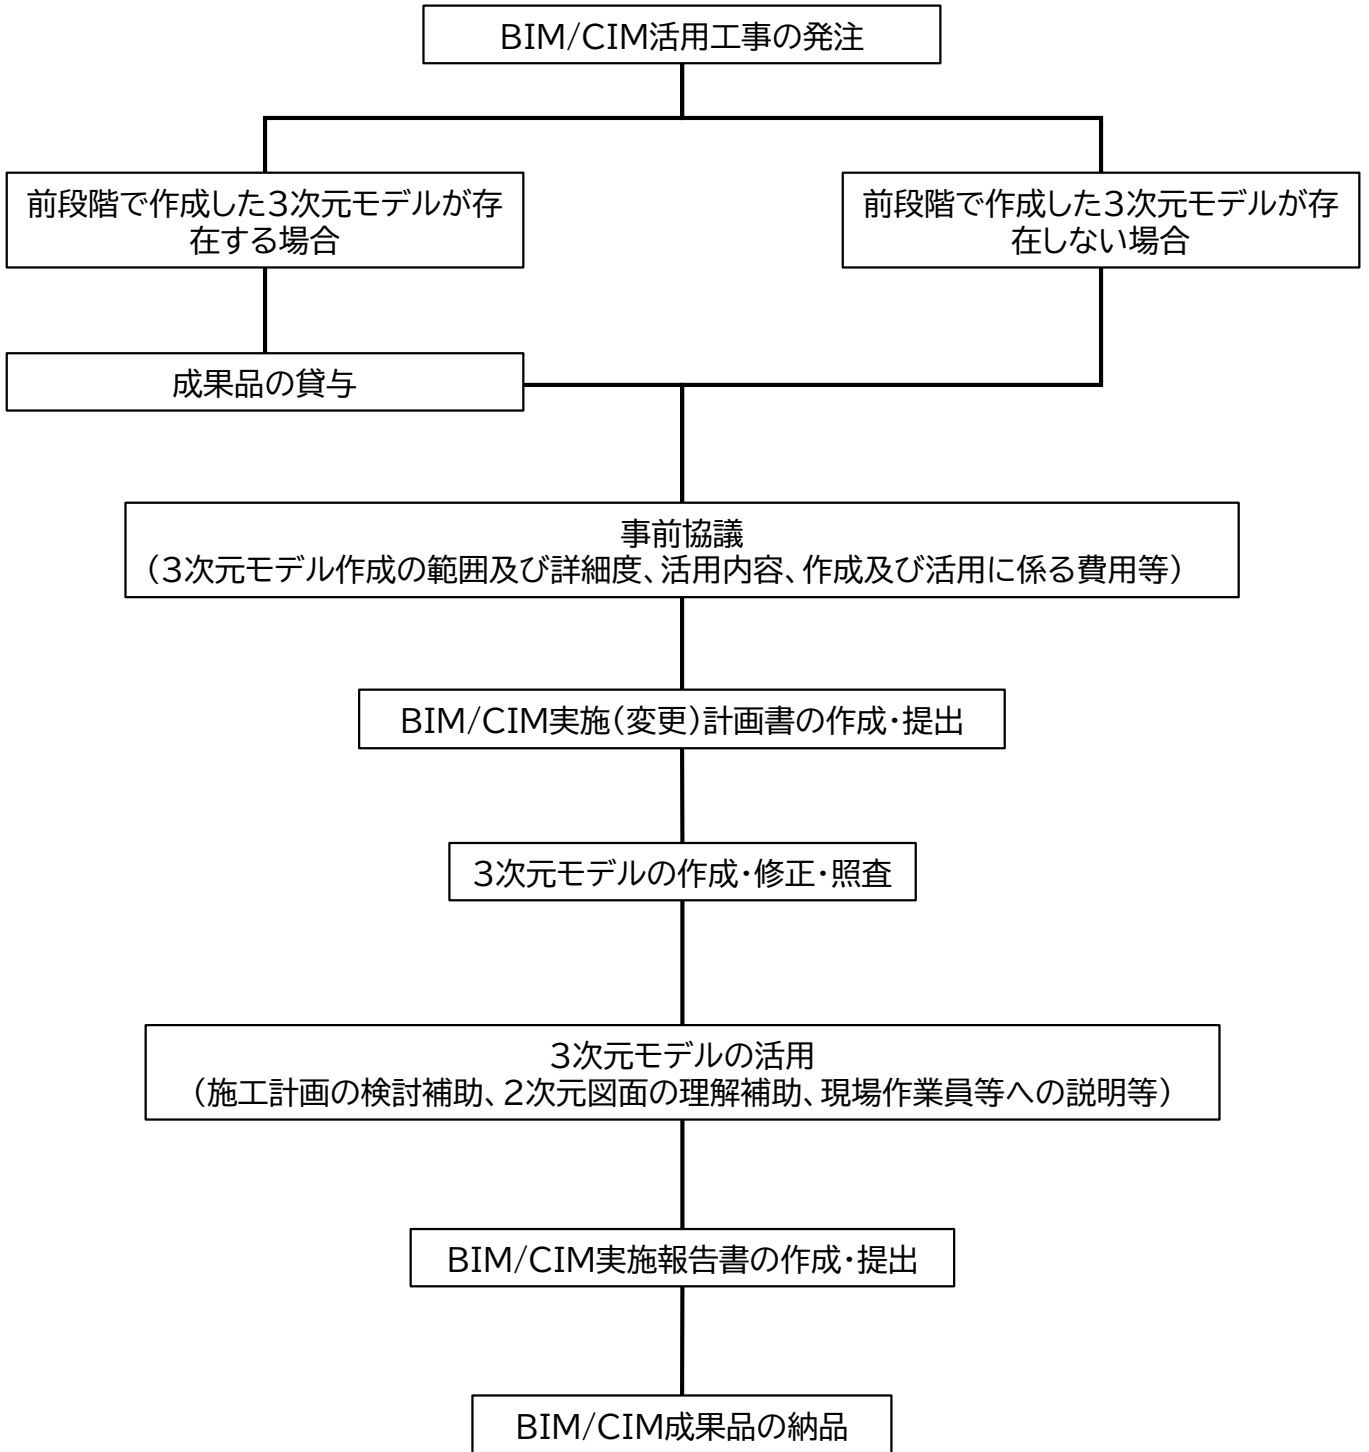 BIM/CIM活用工事の発注
前段階で作成した3次元モデルが存
在する場合
前段階で作成した3次元モデルが存
在しない場合
成果品の貸与
事前協議
（3次元モデル作成の範囲及び詳細度、活用内容、作成及び活用に係る費用等）
BIM/CIM実施（変更）計画書の作成・提出
3次元モデルの作成・修正・照査
3次元モデルの活用
（施工計画の検討補助、2次元図面の理解補助、現場作業員等への説明等）
BIM/CIM実施報告書の作成・提出
BIM/CIM成果品の納品